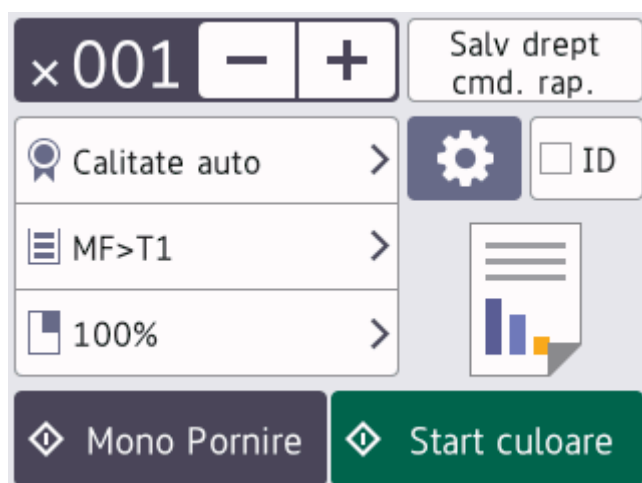 ×001 − +
Salv drept
cmd. rap.
Calitate auto
ID
MF>T1
100%
Mono Pornire
Start culoare